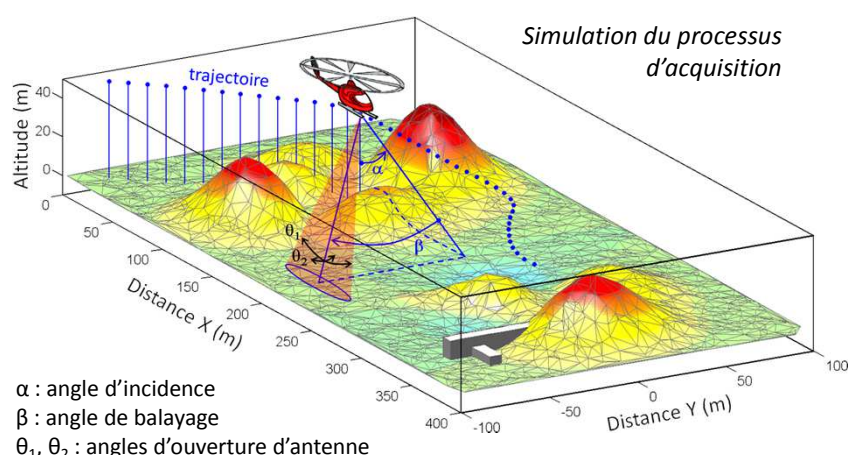 Simulation du processus
d'acquisition
trajectoire
Altitude (m)
40
20
0
α
β
θ₁
θ₂
0
50
100
150
200
250
300
350
400
Distance X (m)
-100
-50
0
50
100
Distance Y (m)
α : angle d'incidence
β : angle de balayage
θ₁, θ₂ : angles d'ouverture d'antenne